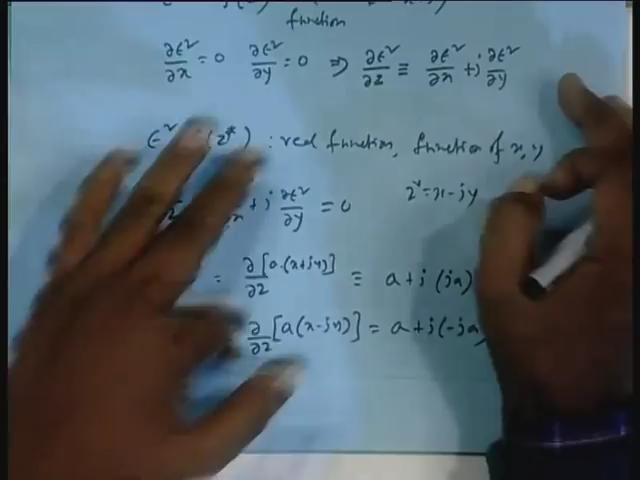 function
∂ϵ²/∂x = 0 ∂ϵ²/∂y = 0 ⇒ ∂ϵ²/∂z ≡ ∂ϵ²/∂x + j ∂ϵ²/∂y
ϵ² (z*) : real function, function of x, y
+ j ∂ϵ²/∂y = 0 z* = x - jy
= ∂/∂z [a.(x+jy)] ≡ a + j (ja)
∂/∂z [a(x-jy)] = a + j(-ja)